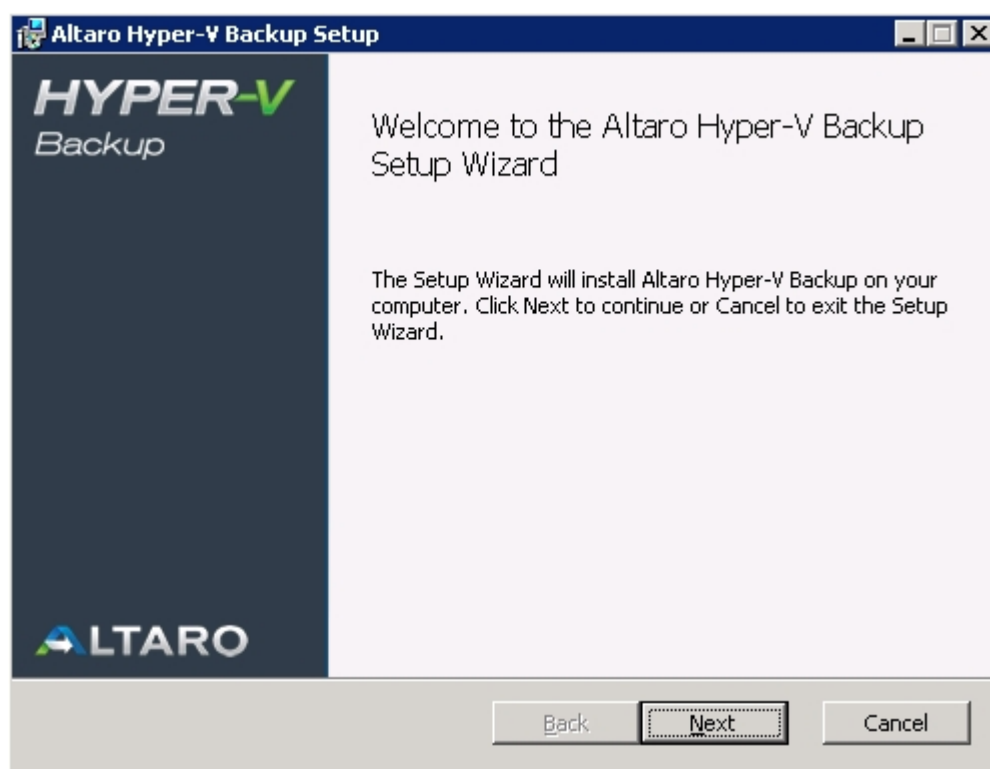 Altaro Hyper-V Backup Setup
HYPER-V
Backup
Welcome to the Altaro Hyper-V Backup
Setup Wizard
The Setup Wizard will install Altaro Hyper-V Backup on your
computer. Click Next to continue or Cancel to exit the Setup
Wizard.
ALTARO
Back
Next
Cancel